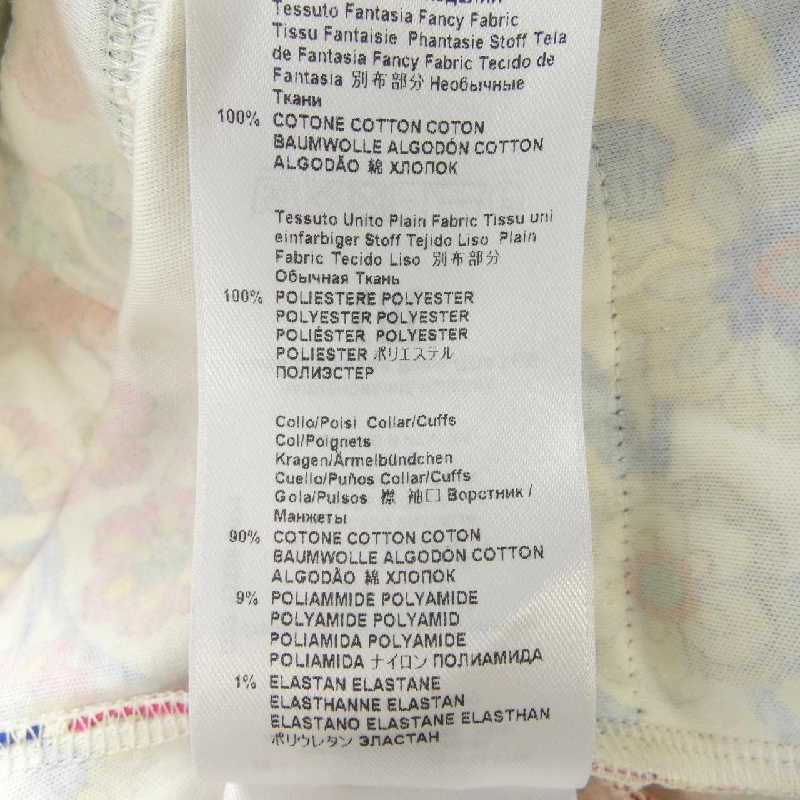 Tessuto Fantasia Fancy Fabric
Tissu Fantaisie Phantasie Stoff Tela
de Fantasia Fancy Fabric Tecido de
Fantasia 別布部分 Необычные
Ткани
100% COTONE COTTON COTON
BAUMWOLLE ALGODÓN COTTON
ALGODÃO 綿 ХЛОПОК
Tessuto Unito Plain Fabric Tissu uni
einfarbiger Stoff Tejido Liso Plain
Fabric Tecido Liso 別布部分
Обычная Ткань
100% POLIESTERE POLYESTER
POLYESTER POLYESTER
POLIÉSTER POLYESTER
POLIESTER ポリエステル
ПОЛИЭСТЕР
Collo/Polsi Collar/Cuffs
Col/Poignets
Kragen/Ärmelbündchen
Cuello/Puños Collar/Cuffs
Gola/Pulsos 襟 袖口 Ворстник /
Манжеты
90% COTONE COTTON COTON
BAUMWOLLE ALGODÓN COTTON
ALGODÃO 綿 ХЛОПОК
9% POLIAMMIDE POLYAMIDE
POLYAMIDE POLYAMID
POLIAMIDA POLYAMIDE
POLIAMIDA ナイロン ПОЛИАМИДА
1% ELASTAN ELASTANE
ELASTHANNE ELASTAN
ELASTANO ELASTANE ELASTHAN
ポリウレタン ЭЛАСТАН